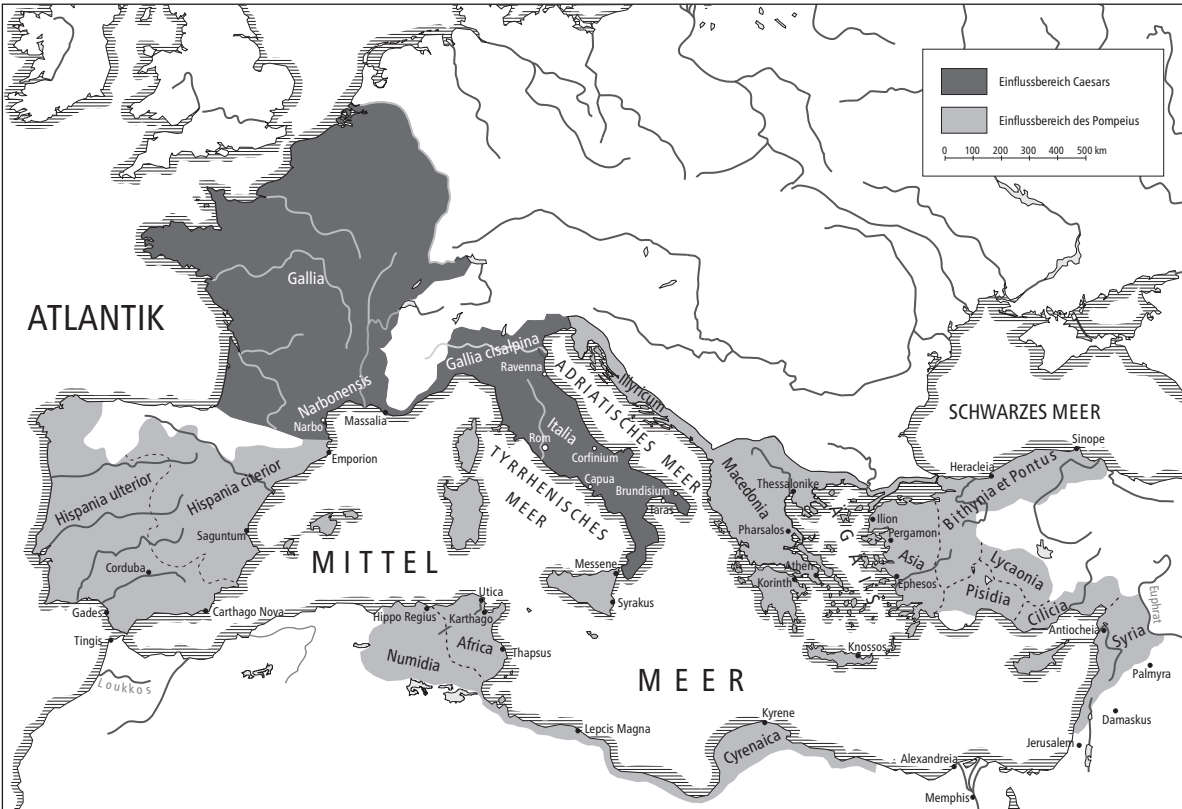 Einflussbereich Caesars
Einflussbereich des Pompeius
0 100 200 300 400 500 km
ATLANTIK
Gallia
Gallia cisalpina
Ravenna
Narbonensis
Narbo
Massalia
Emporion
ADRIATISCHES MEER
Illyricum
SCHWARZES MEER
Sinope
Heracleia
Bithynia et Pontus
Italia
Rom
Corfinium
Capua
Brundisium
Taras
TYRRHENISCHES
MEER
Macedonia
Thessalonike
Pharsalos
Athen
Korinth
ÄGÄIS
Ilion
Pergamon
Asia
Ephesos
Lycaonia
Pisidia
Cilicia
Euphrat
Antiocheia
Syria
Palmyra
Damaskus
Jerusalem
Hispania ulterior
Hispania citerior
Saguntum
Corduba
Gades
Carthago Nova
Tingis
Loukkos
MITTEL
MEER
Messene
Syrakus
Utica
Hippo Regius
Karthago
Africa
Numidia
Thapsus
Knossos
Lepcis Magna
Kyrene
Cyrenaica
Alexandreia
Memphis